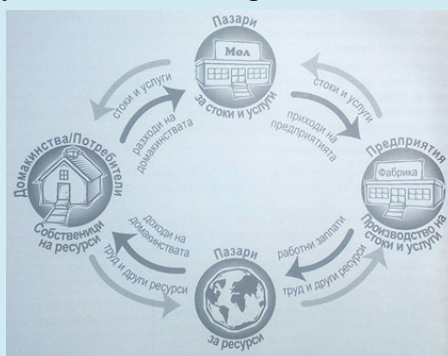 Пазари
Мол
за стоки и услуги
стоки и услуги
разходи на
домакинствата
стоки и услуги
приходи на
предприятията
Домакинства/Потребители
Собственици
на ресурси
Предприятия
Фабрика
Производство на
стоки и услуги
доходи на
домакинствата
труд и други ресурси
работни заплати
труд и други ресурси
Пазари
за ресурси